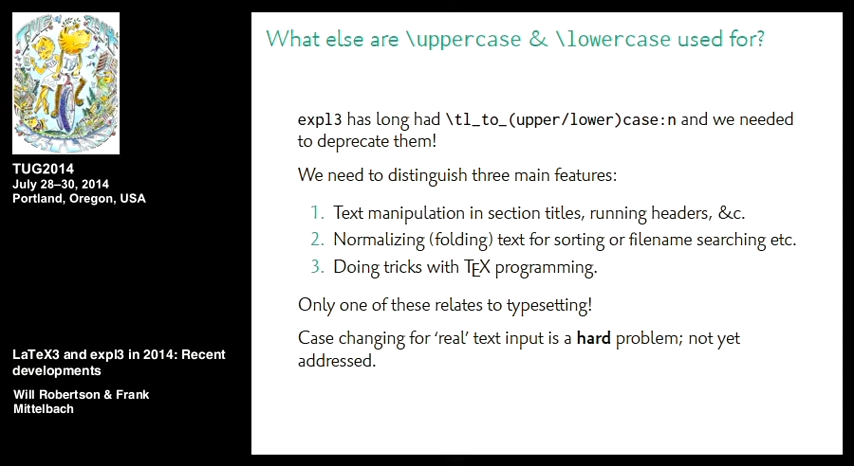 TUG2014
July 28–30, 2014
Portland, Oregon, USA
LaTeX3 and expl3 in 2014: Recent
developments
Will Robertson & Frank
Mittelbach
What else are \uppercase & \lowercase used for?
expl3 has long had \tl_to_(upper/lower)case:n and we needed
to deprecate them!
We need to distinguish three main features:
1. Text manipulation in section titles, running headers, &c.
2. Normalizing (folding) text for sorting or filename searching etc.
3. Doing tricks with TEX programming.
Only one of these relates to typesetting!
Case changing for ‘real’ text input is a hard problem; not yet
addressed.